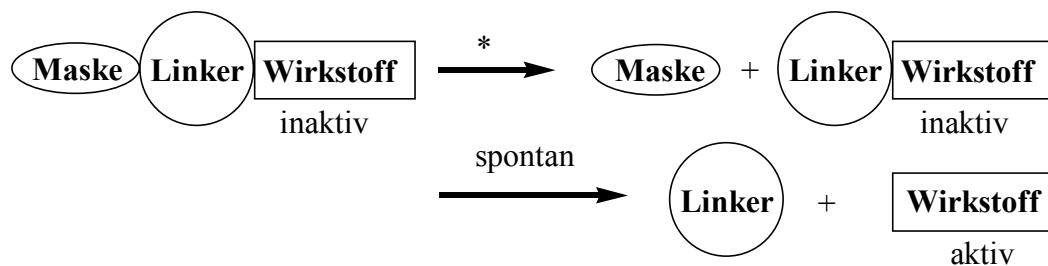 *
Maske Linker Wirkstoff Maske + Linker Wirkstoff
inaktiv inaktiv
spontan
Linker + Wirkstoff
aktiv